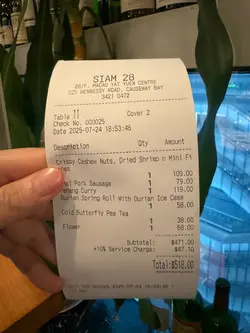 SIAM 28
28/F, MACAU YAT YUEN CENTRE
525 HENNESSY ROAD, CAUSEWAY BAY
3421 0472
Table 11 Cover 2
Check No. 000025
Date 2025-07-24 18:53:46
Description Qty Amount
Crispy Cashew Nuts, Dried Shrimp n Mini Fi
1 109.00
Pork Sausage 1 79.00
Curry 1 119.00
Durian Spring Roll With Durian Ice Cream
1 58.00
Cold Butterfly Pea Tea
1 38.00
Flower 1 68.00
Subtotal: $471.00
+10% Service Charge: $47.10
Total: $518.00